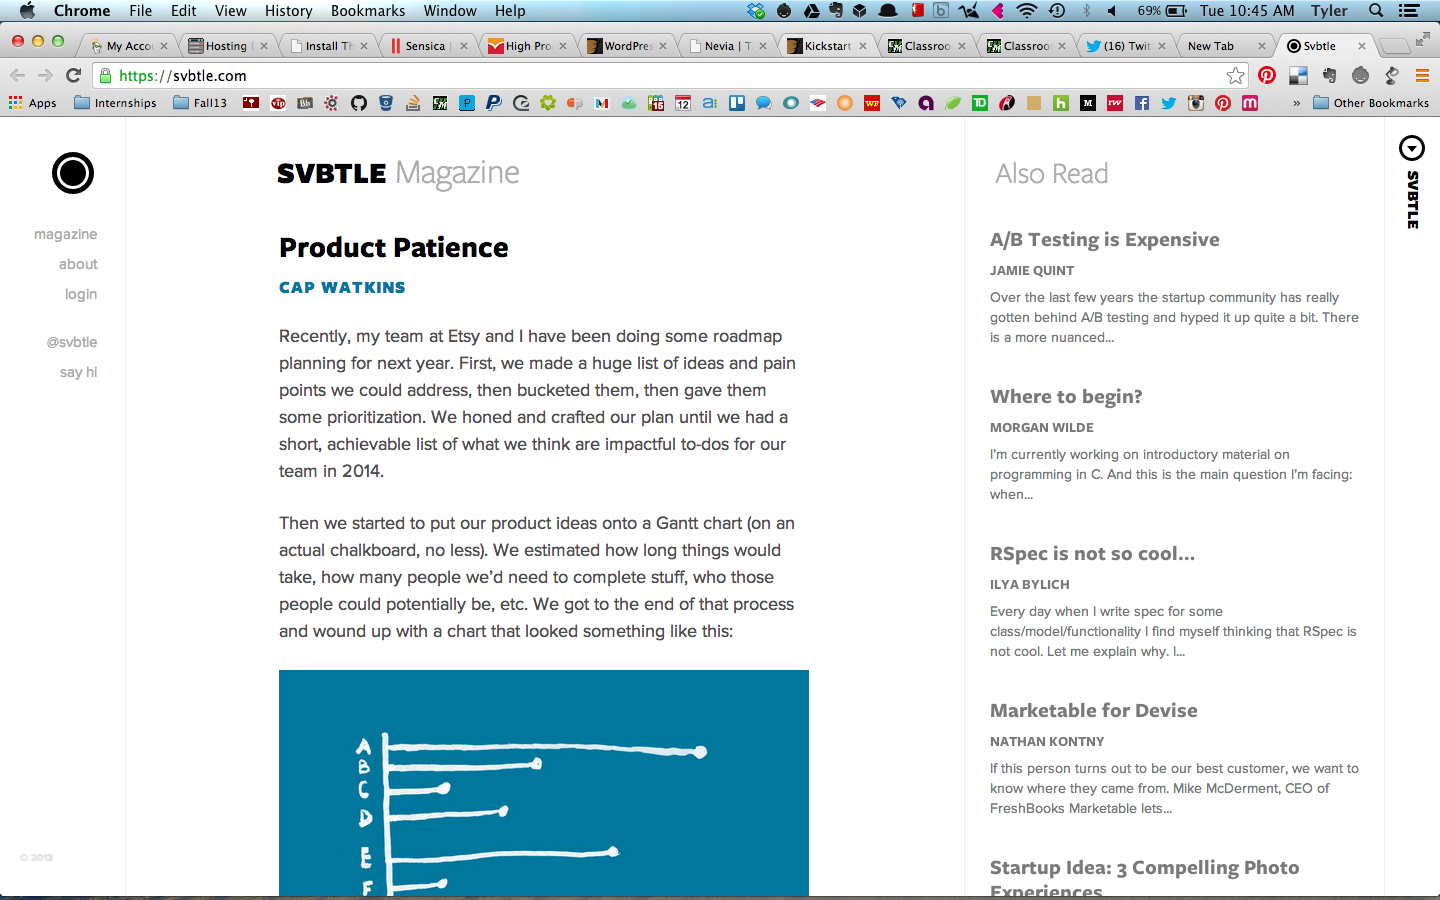 Chrome File Edit View History Bookmarks Window Help
69% Tue 10:45 AM Tyler
My Acco
Hosting
Install Th
Sensica
High Pro
WordPres
Nevia | T
Kickstart
Classroo
Classroo
(16) Twit
New Tab
Svbtle
https://svbtle.com
Apps Internships Fall13 » Other Bookmarks
magazine
about
login
@svbtle
say hi
© 2013
SVBTLE Magazine
Product Patience
CAP WATKINS
Recently, my team at Etsy and I have been doing some roadmap
planning for next year. First, we made a huge list of ideas and pain
points we could address, then bucketed them, then gave them
some prioritization. We honed and crafted our plan until we had a
short, achievable list of what we think are impactful to-dos for our
team in 2014.
Then we started to put our product ideas onto a Gantt chart (on an
actual chalkboard, no less). We estimated how long things would
take, how many people we'd need to complete stuff, who those
people could potentially be, etc. We got to the end of that process
and wound up with a chart that looked something like this:
A
B
C
D
E
F
Also Read
A/B Testing is Expensive
JAMIE QUINT
Over the last few years the startup community has really
gotten behind A/B testing and hyped it up quite a bit. There
is a more nuanced...
Where to begin?
MORGAN WILDE
I'm currently working on introductory material on
programming in C. And this is the main question I'm facing:
when...
RSpec is not so cool...
ILYA BYLICH
Every day when I write spec for some
class/model/functionality I find myself thinking that RSpec is
not cool. Let me explain why. I...
Marketable for Devise
NATHAN KONTNY
If this person turns out to be our best customer, we want to
know where they came from. Mike McDerment, CEO of
FreshBooks Marketable lets...
Startup Idea: 3 Compelling Photo
Experiences
SVBTLE